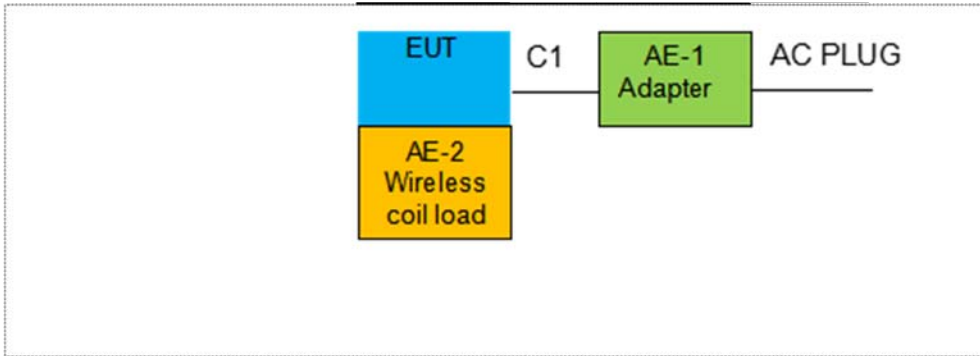 EUT
C1
AE-1
Adapter
AC PLUG
AE-2
Wireless
coil load